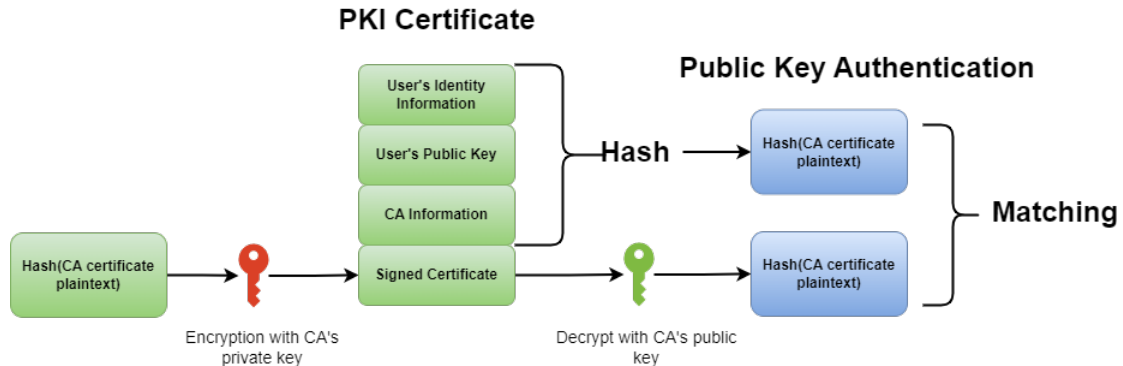 PKI Certificate
Public Key Authentication
User's Identity
Information
User's Public Key
CA Information
Signed Certificate
Hash
Hash(CA certificate
plaintext)
Matching
Hash(CA certificate
plaintext)
Hash(CA certificate
plaintext)
Encryption with CA's
private key
Decrypt with CA's public
key